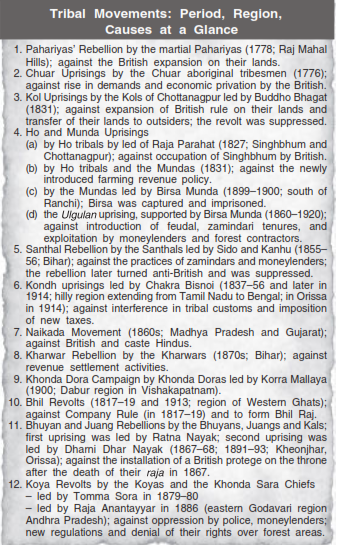 Tribal Movements: Period, Region,
Causes at a Glance
1. Pahariyas' Rebellion by the martial Pahariyas (1778; Raj Mahal
Hills); against the British expansion on their lands.
2. Chuar Uprisings by the Chuar aboriginal tribesmen (1776);
against rise in demands and economic privation by the British.
3. Kol Uprisings by the Kols of Chottanagpur led by Buddho Bhagat
(1831); against expansion of British rule on their lands and
transfer of their lands to outsiders; the revolt was suppressed.
4. Ho and Munda Uprisings
(a) by Ho tribals by led of Raja Parahat (1827; Singhbhum and
Chottanagpur); against occupation of Singhbhum by British.
(b) by Ho tribals and the Mundas (1831); against the newly
introduced farming revenue policy.
(c) by the Mundas led by Birsa Munda (1899–1900; south of
Ranchi); Birsa was captured and imprisoned.
(d) the Ulgulan uprising, supported by Birsa Munda (1860–1920);
against introduction of feudal, zamindari tenures, and
exploitation by moneylenders and forest contractors.
5. Santhal Rebellion by the Santhals led by Sido and Kanhu (1855–
56; Bihar); against the practices of zamindars and moneylenders;
the rebellion later turned anti-British and was suppressed.
6. Kondh uprisings led by Chakra Bisnoi (1837–56 and later in
1914; hilly region extending from Tamil Nadu to Bengal; in Orissa
in 1914); against interference in tribal customs and imposition
of new taxes.
7. Naikada Movement (1860s; Madhya Pradesh and Gujarat);
against British and caste Hindus.
8. Kharwar Rebellion by the Kharwars (1870s; Bihar); against
revenue settlement activities.
9. Khonda Dora Campaign by Khonda Doras led by Korra Mallaya
(1900; Dabur region in Vishakapatnam).
10. Bhil Revolts (1817–19 and 1913; region of Western Ghats);
against Company Rule (in 1817–19) and to form Bhil Raj.
11. Bhuyan and Juang Rebellions by the Bhuyans, Juangs and Kals;
first uprising was led by Ratna Nayak; second uprising was
led by Dharni Dhar Nayak (1867–68; 1891–93; Kheonjhar,
Orissa); against the installation of a British protege on the throne
after the death of their raja in 1867.
12. Koya Revolts by the Koyas and the Khonda Sara Chiefs
– led by Tomma Sora in 1879–80
– led by Raja Anantayyar in 1886 (eastern Godavari region
Andhra Pradesh); against oppression by police, moneylenders;
new regulations and denial of their rights over forest areas.